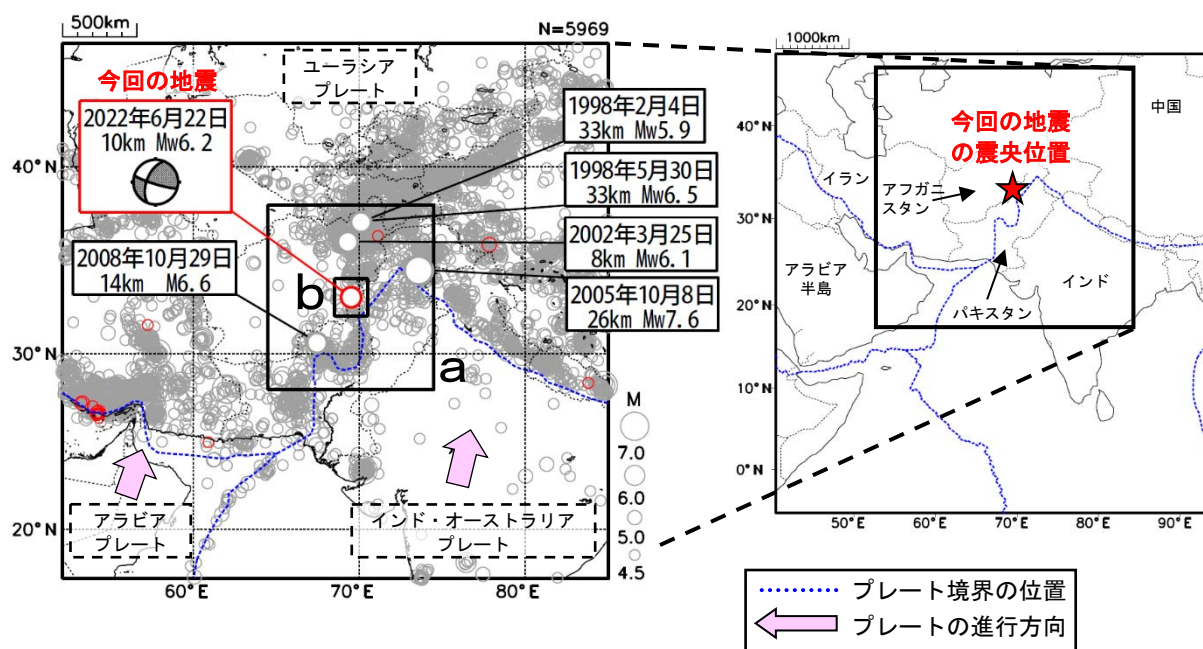 500km
N=5969
今回の地震
2022年6月22日
10km Mw6.2
ユーラシア
プレート
1998年2月4日
33km Mw5.9
1998年5月30日
33km Mw6.5
2002年3月25日
8km Mw6.1
2005年10月8日
26km Mw7.6
2008年10月29日
14km M6.6
b
a
40°N
30°N
20°N
60°E
70°E
80°E
アラビア
プレート
インド・オーストラリア
プレート
M
7.0
6.0
5.0
4.5
1000km
中国
今回の地震
の震央位置
イラン
アフガニ
スタン
アラビア
半島
インド
パキスタン
40°N
30°N
20°N
10°N
0°N
50°E
60°E
70°E
80°E
90°E
プレート境界の位置
プレートの進行方向